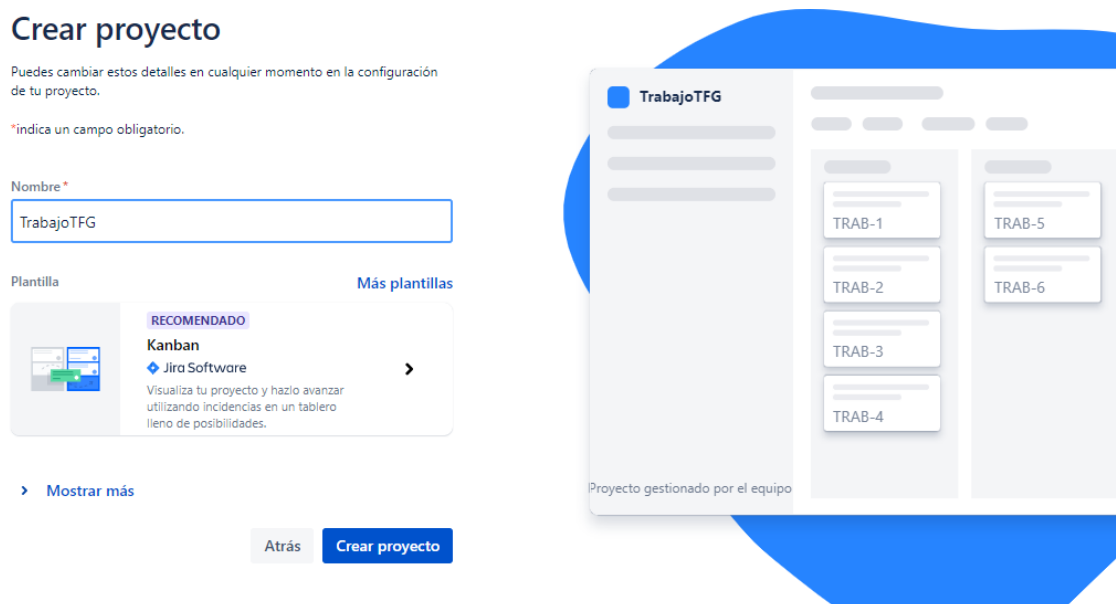 Crear proyecto
Puedes cambiar estos detalles en cualquier momento en la configuración
de tu proyecto.
*indica un campo obligatorio.
Nombre*
TrabajoTFG
Plantilla
Más plantillas
RECOMENDADO
Kanban
Jira Software
Visualiza tu proyecto y hazlo avanzar
utilizando incidencias en un tablero
lleno de posibilidades.
Mostrar más
Atrás
Crear proyecto
TrabajoTFG
TRAB-1
TRAB-2
TRAB-3
TRAB-4
TRAB-5
TRAB-6
Proyecto gestionado por el equipo